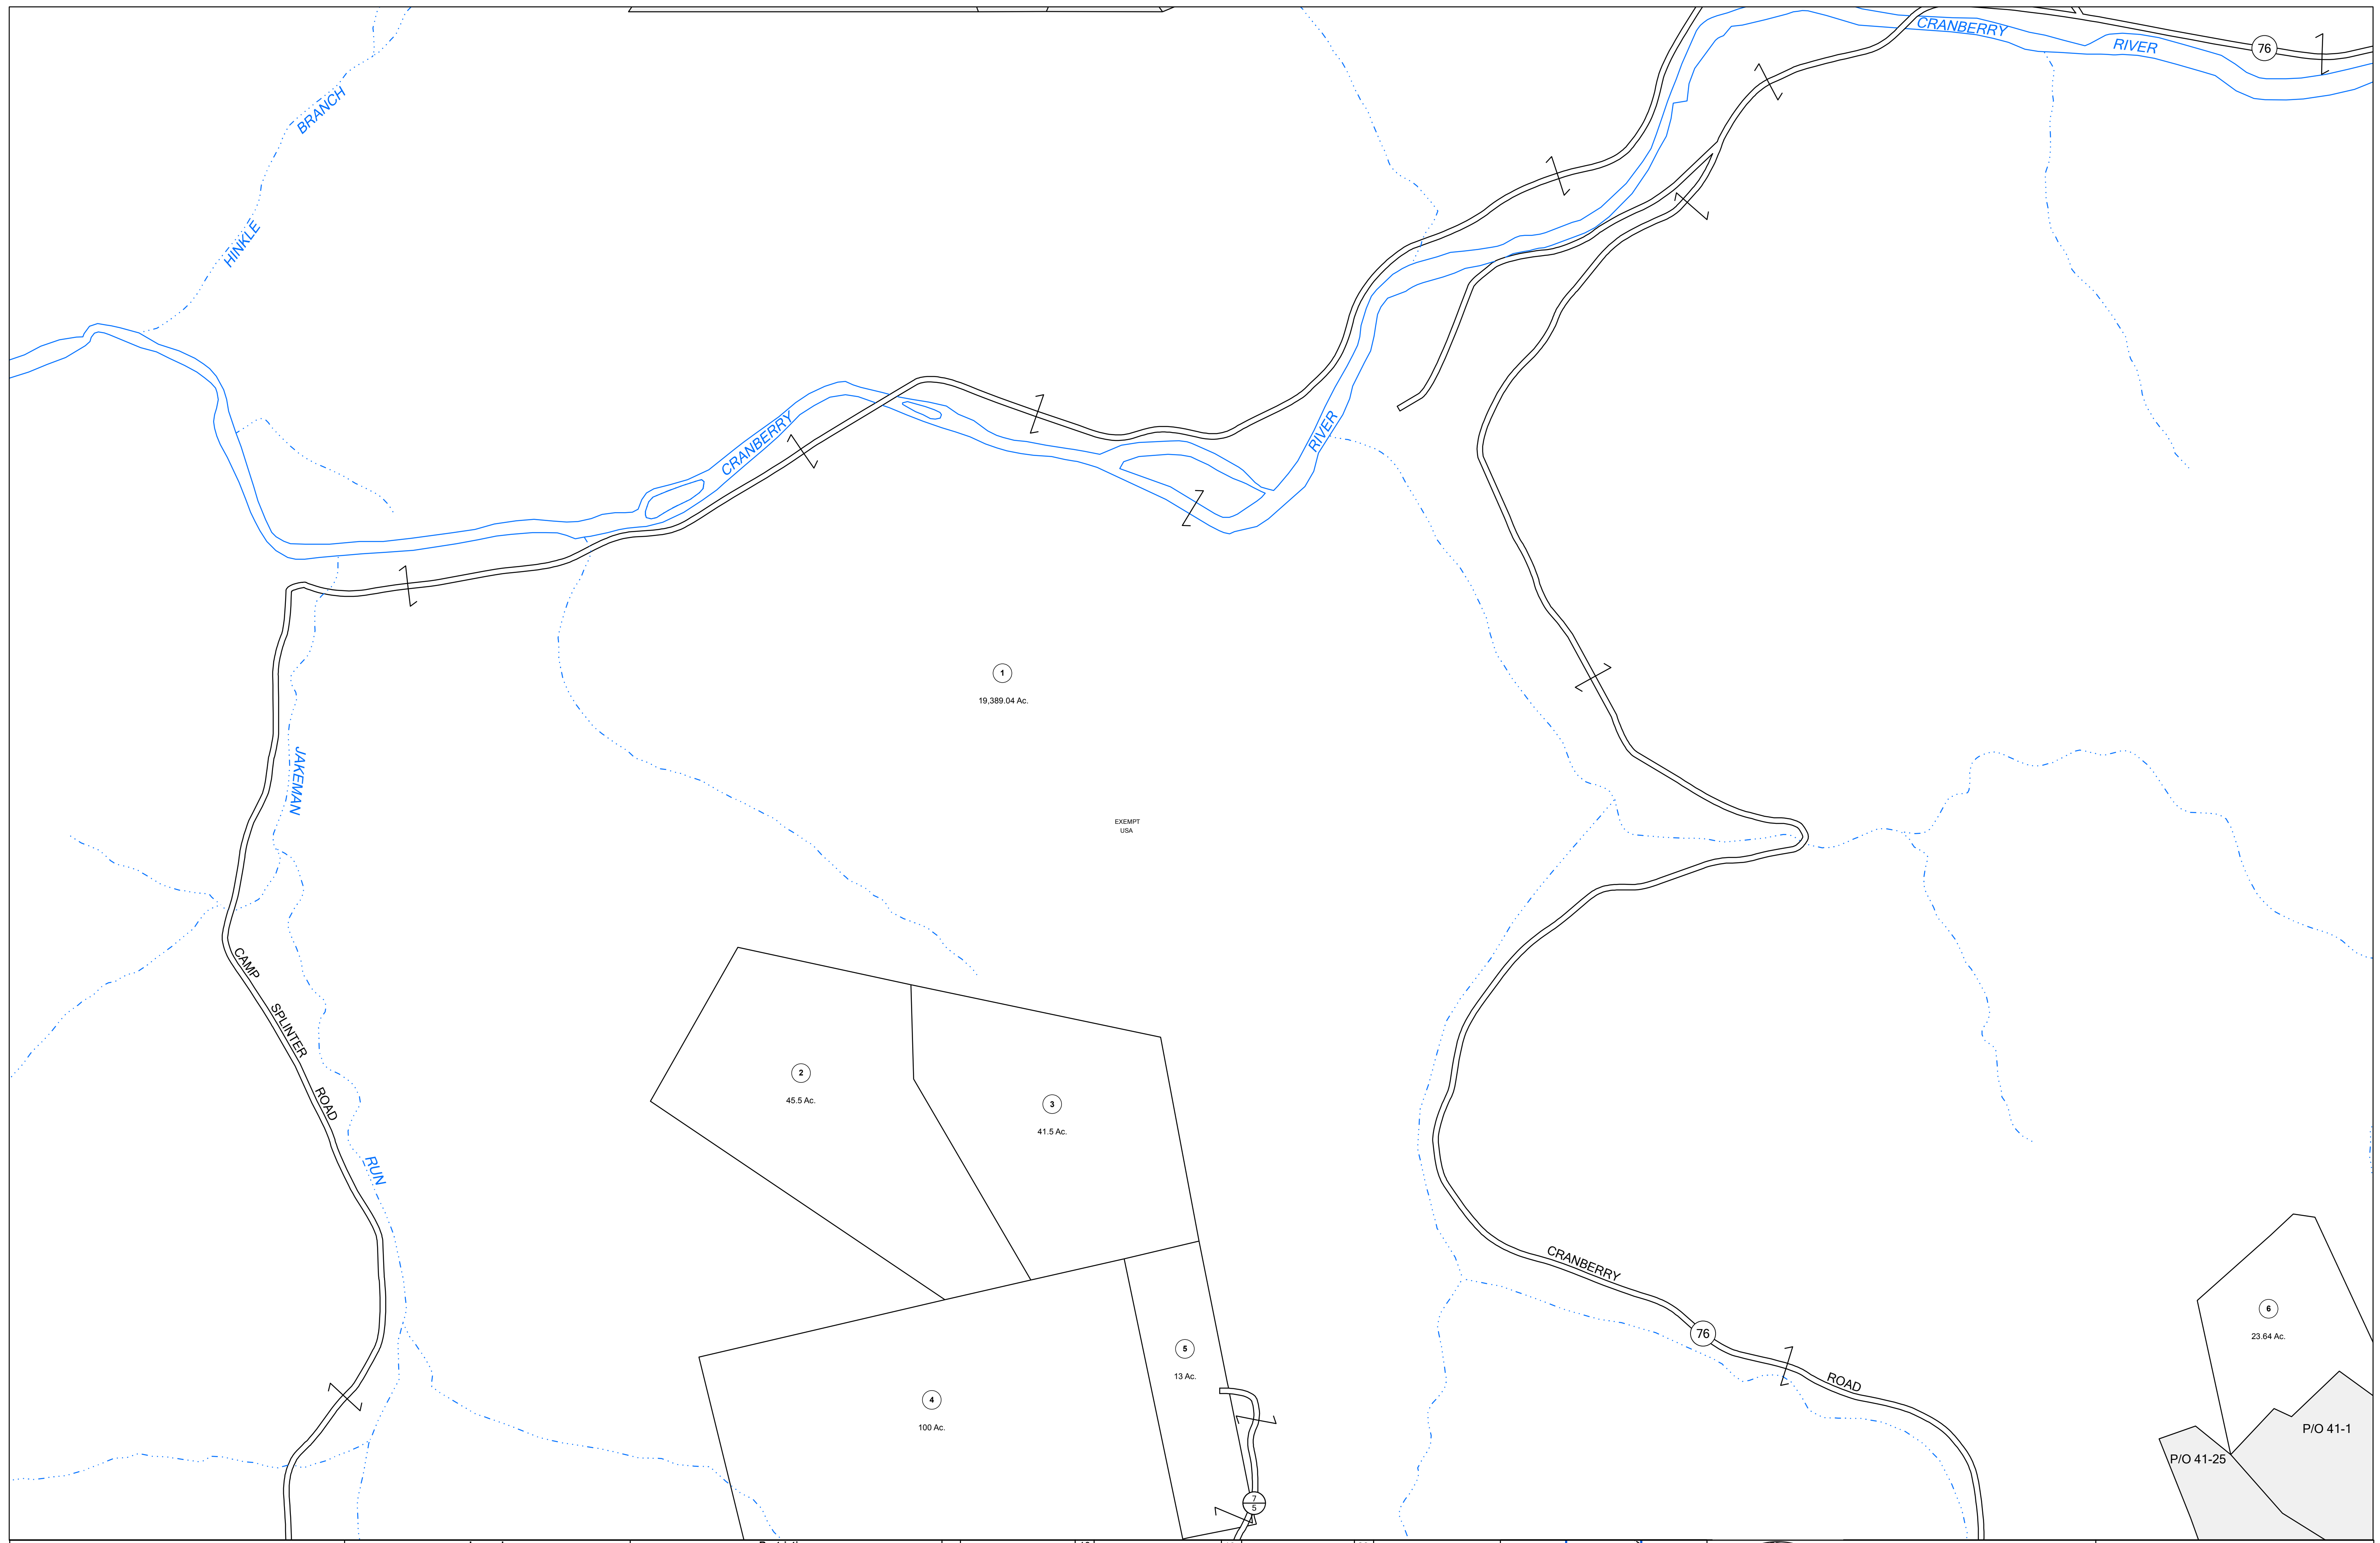 CRANBERRY
RIVER
76
BRANCH
HINKLE
CRANBERRY
RIVER
1
19,389.04 Ac.
JAKEMAN
EXEMPT
USA
CAMP
SPLINTER
ROAD
RUN
2
45.5 Ac.
3
41.5 Ac.
CRANBERRY
76
ROAD
6
23.64 Ac.
5
13 Ac.
4
100 Ac.
P/O 41-1
P/O 41-25
7
5